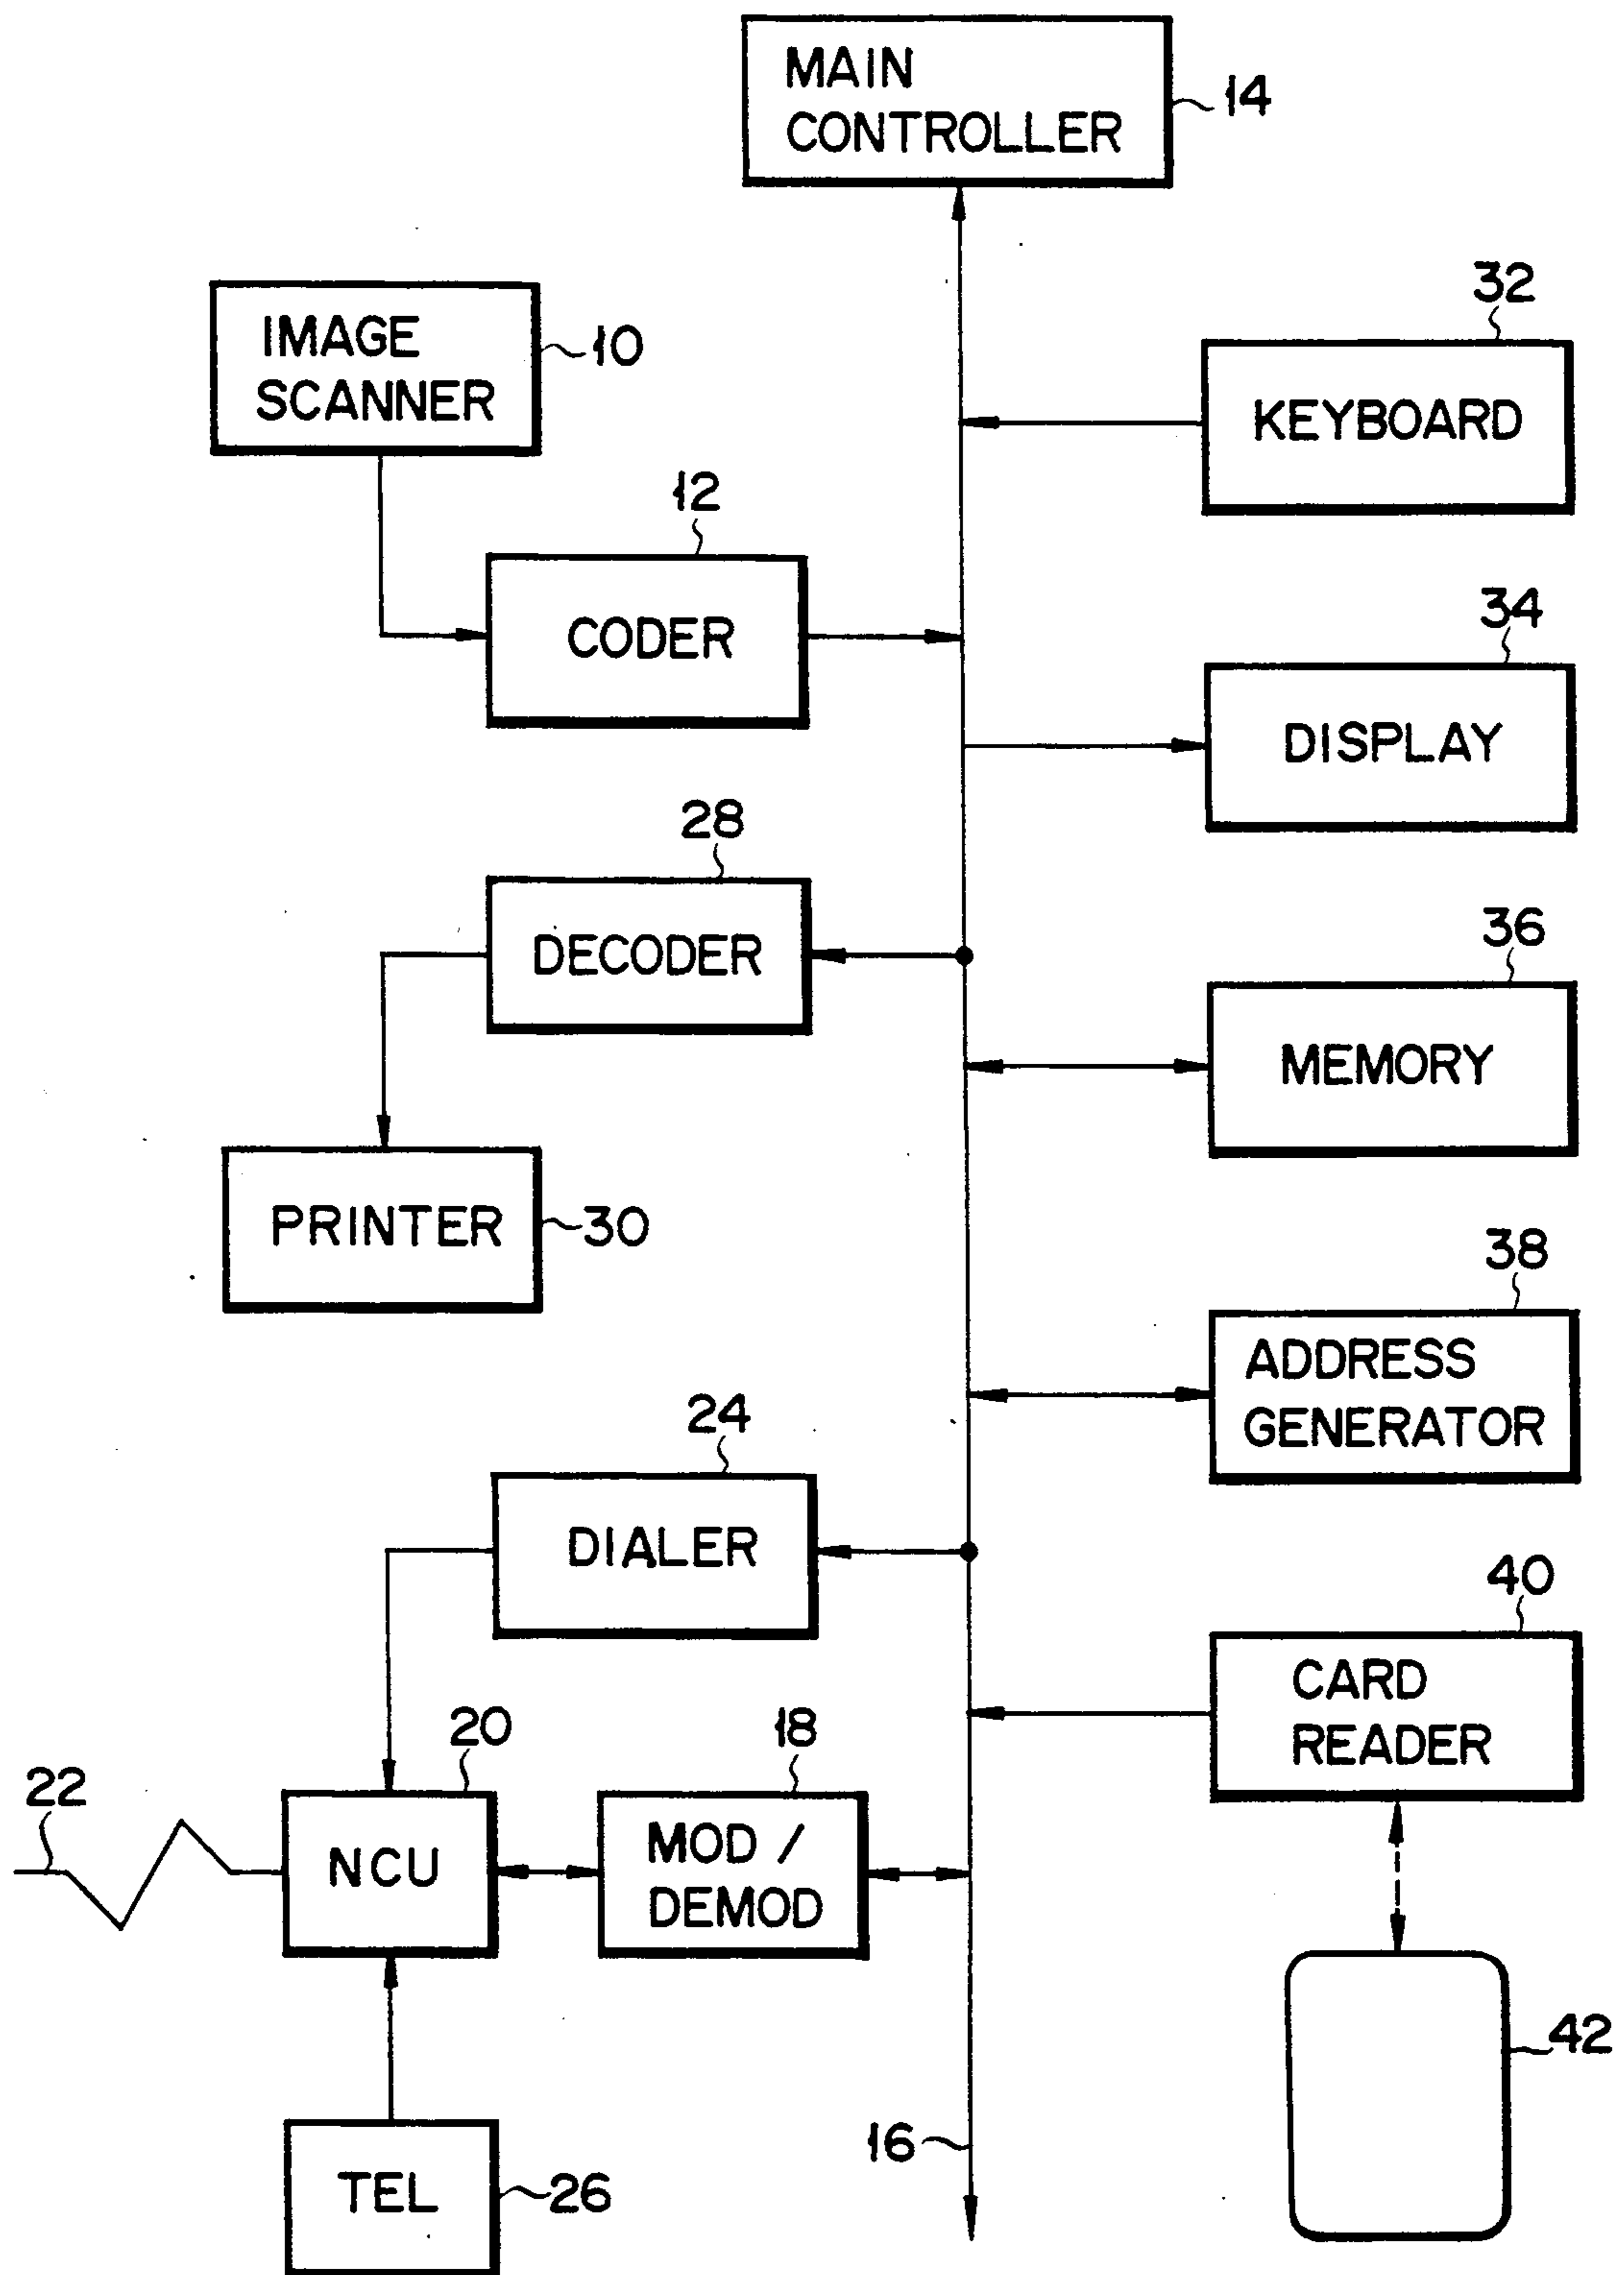 MAIN
CONTROLLER
14
IMAGE
SCANNER
10
32
KEYBOARD
12
CODER
34
DISPLAY
28
DECODER
36
MEMORY
PRINTER
30
38
ADDRESS
GENERATOR
24
DIALER
40
CARD
READER
22
20
NCU
18
MOD /
DEMOD
42
16
TEL
26